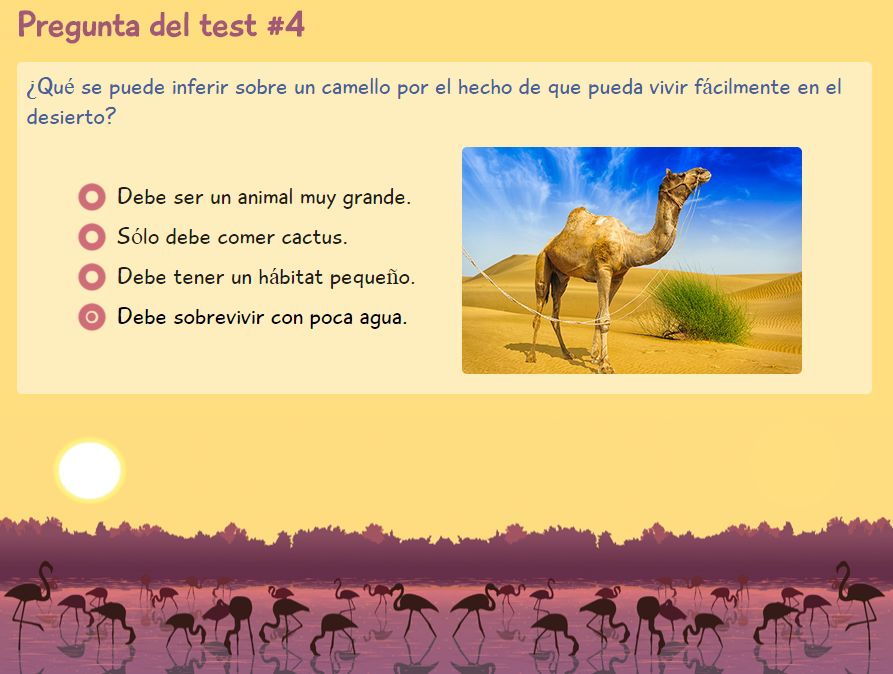 Pregunta del test #4
¿Qué se puede inferir sobre un camello por el hecho de que pueda vivir fácilmente en el
desierto?
Debe ser un animal muy grande.
Sólo debe comer cactus.
Debe tener un hábitat pequeño.
Debe sobrevivir con poca agua.